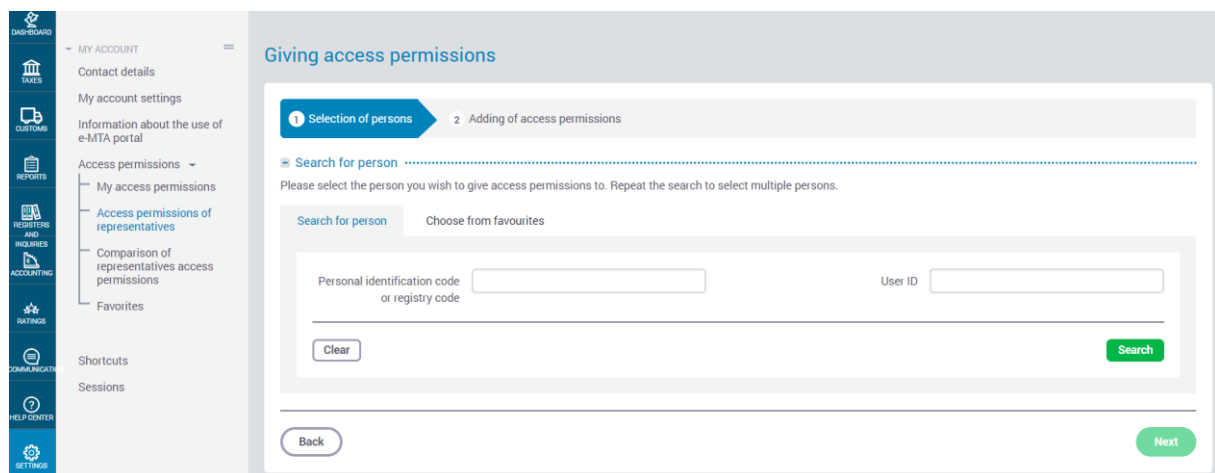 DASHBOARD
TAXES
CUSTOMS
REPORTS
REGISTERS
AND
INQUIRIES
ACCOUNTING
RATINGS
COMMUNICATI
HELP CENTER
SETTINGS
MY ACCOUNT
Contact details
My account settings
Information about the use of
e-MTA portal
Access permissions
My access permissions
Access permissions of
representatives
Comparison of
representatives access
permissions
Favorites
Shortcuts
Sessions
Giving access permissions
1 Selection of persons
2 Adding of access permissions
Search for person
Please select the person you wish to give access permissions to. Repeat the search to select multiple persons.
Search for person
Choose from favourites
Personal identification code
or registry code
User ID
Clear
Search
Back
Next